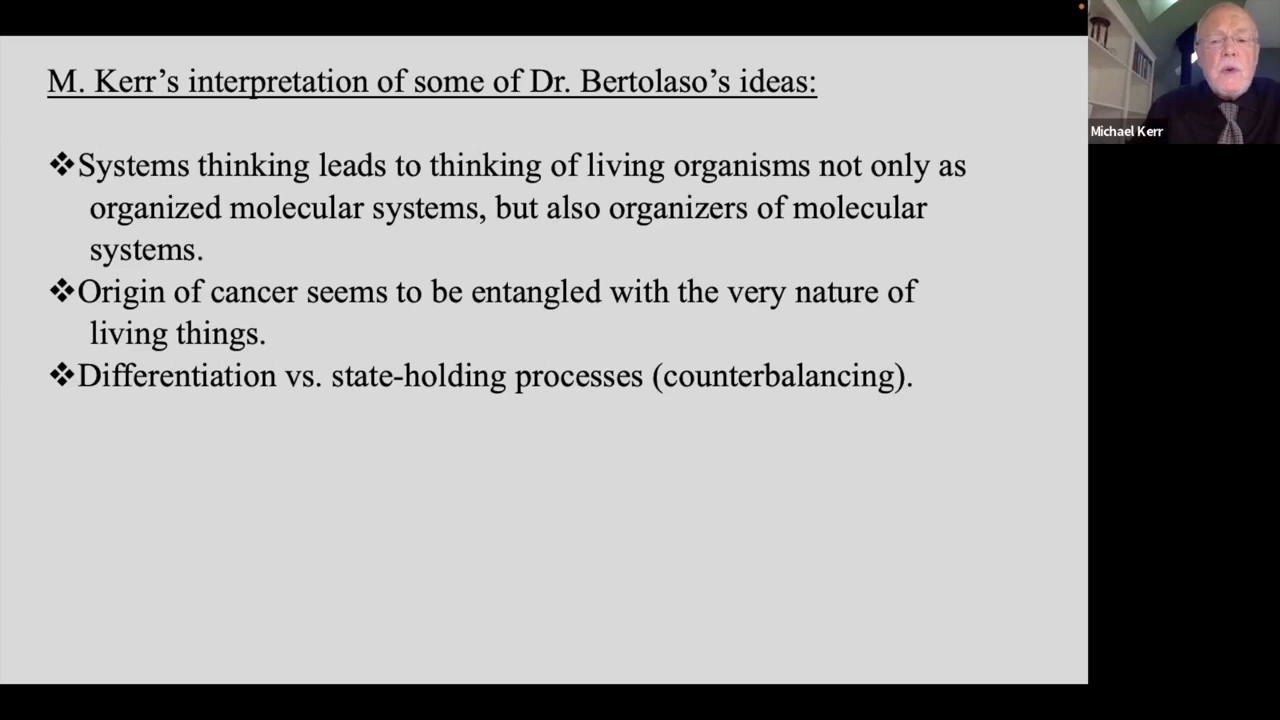 M. Kerr’s interpretation of some of Dr. Bertolaso’s ideas:
❖Systems thinking leads to thinking of living organisms not only as
organized molecular systems, but also organizers of molecular
systems.
❖Origin of cancer seems to be entangled with the very nature of
living things.
❖Differentiation vs. state-holding processes (counterbalancing).
Michael Kerr